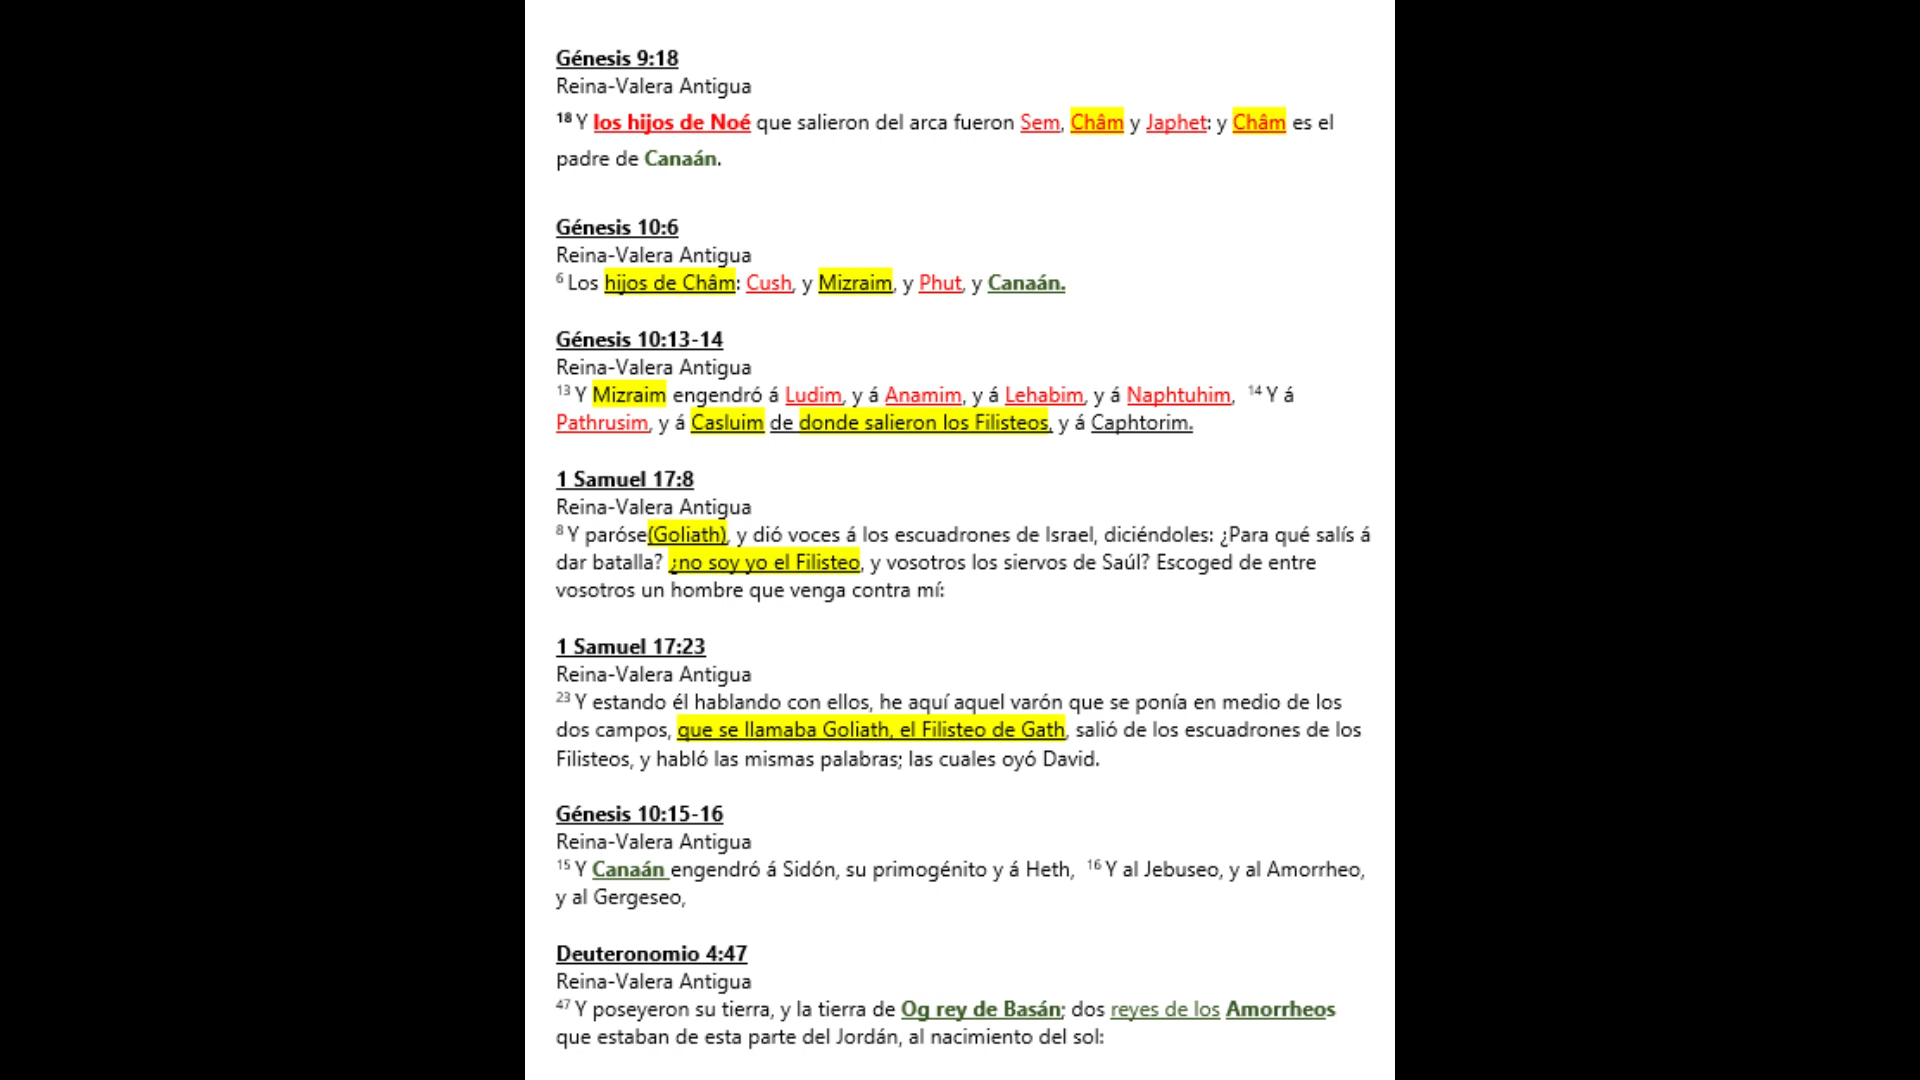 Génesis 9:18
Reina-Valera Antigua
18 Y los hijos de Noé que salieron del arca fueron Sem, Châm y Japhet: y Châm es el
padre de Canaán.
Génesis 10:6
Reina-Valera Antigua
6 Los hijos de Châm: Cush, y Mizraim, y Phut, y Canaán.
Génesis 10:13-14
Reina-Valera Antigua
13 Y Mizraim engendró á Ludim, y á Anamim, y á Lehabim, y á Naphtuhim, 14 Y á
Pathrusim, y á Casluim de donde salieron los Filisteos, y á Caphtorim.
1 Samuel 17:8
Reina-Valera Antigua
8 Y paróse(Goliath), y dió voces á los escuadrones de Israel, diciéndoles: ¿Para qué salís á
dar batalla? ¿no soy yo el Filisteo, y vosotros los siervos de Saúl? Escoged de entre
vosotros un hombre que venga contra mí:
1 Samuel 17:23
Reina-Valera Antigua
23 Y estando él hablando con ellos, he aquí aquel varón que se ponía en medio de los
dos campos, que se llamaba Goliath, el Filisteo de Gath, salió de los escuadrones de los
Filisteos, y habló las mismas palabras; las cuales oyó David.
Génesis 10:15-16
Reina-Valera Antigua
15 Y Canaán engendró á Sidón, su primogénito y á Heth, 16 Y al Jebuseo, y al Amorrheo,
y al Gergeseo,
Deuteronomio 4:47
Reina-Valera Antigua
47 Y poseyeron su tierra, y la tierra de Og rey de Basán; dos reyes de los Amorrheos
que estaban de esta parte del Jordán, al nacimiento del sol: